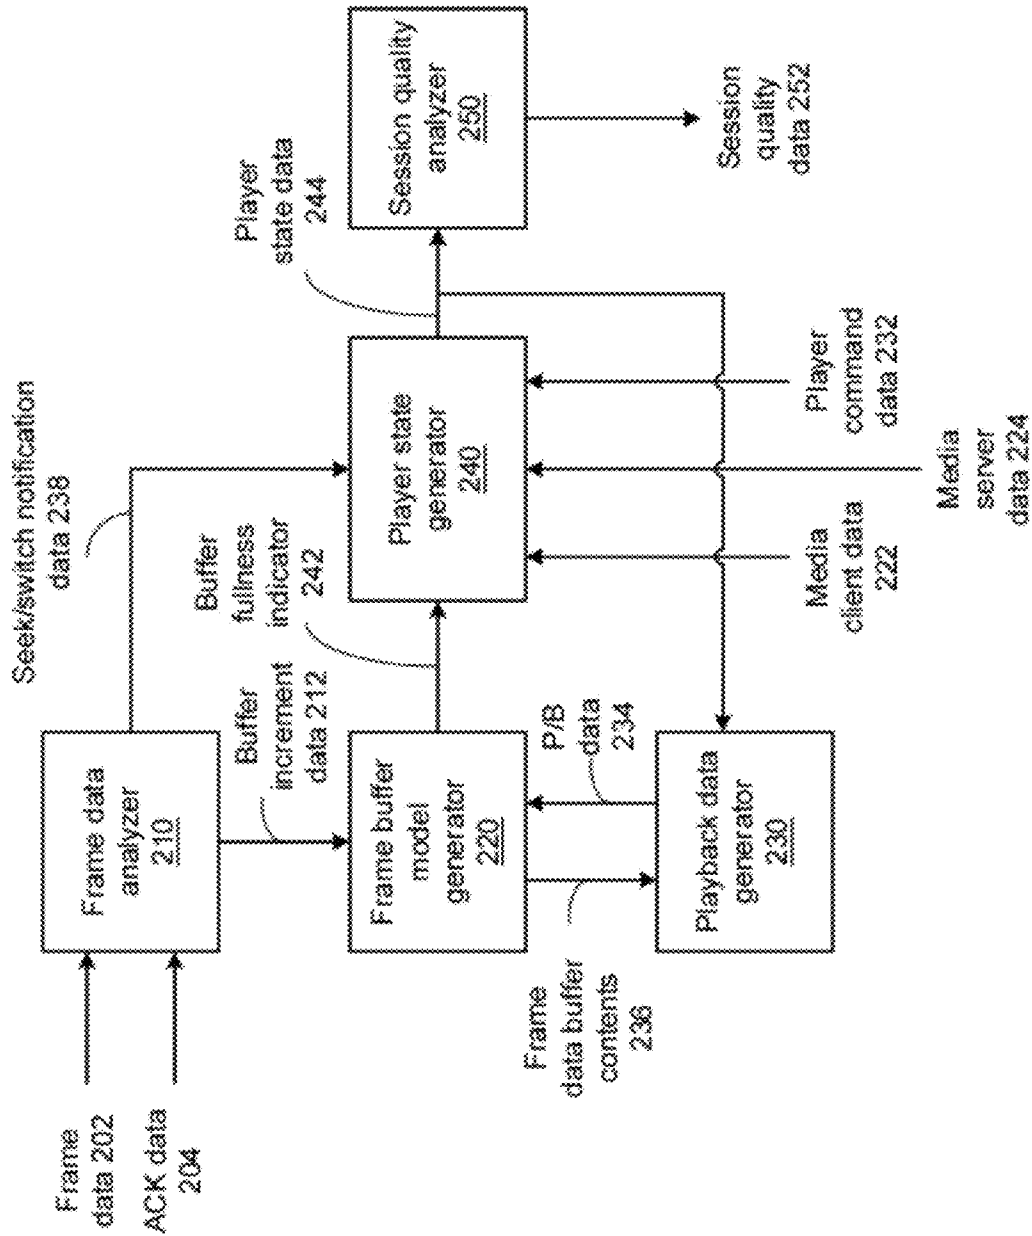 Frame
data 202
ACK data
204
Frame data
analyzer
210
Seek/switch notification
data 238
Buffer
increment
data 212
Frame buffer
model
generator
220
Buffer
fullness
indicator
242
Frame
data buffer
contents
236
P/B
data
234
Playback data
generator
230
Player state
generator
240
Media
client data
222
Media
server
data 224
Player
command
data 232
Player
state data
244
Session quality
analyzer
250
Session
quality
data 252